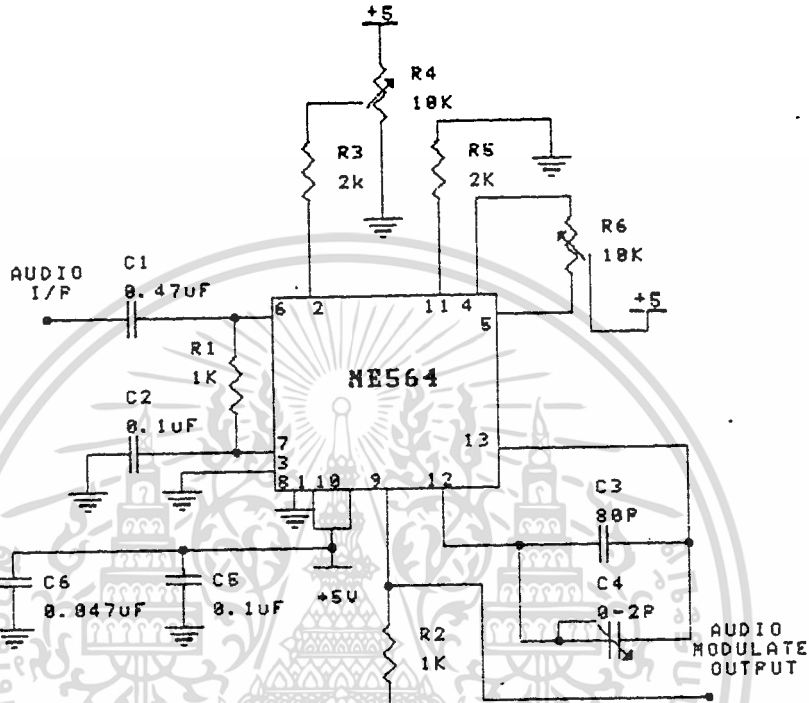 +5
R4
10K
R3
2k
R5
2K
R6
10K
+5
AUDIO
I/P
C1
0.47uF
R1
1K
C2
0.1uF
6
2
11
4
5
NE564
7
3
8
1
10
9
12
13
C3
80P
C4
0-2P
C6
0.047uF
C5
0.1uF
+5V
R2
1K
AUDIO
MODULATE
OUTPUT